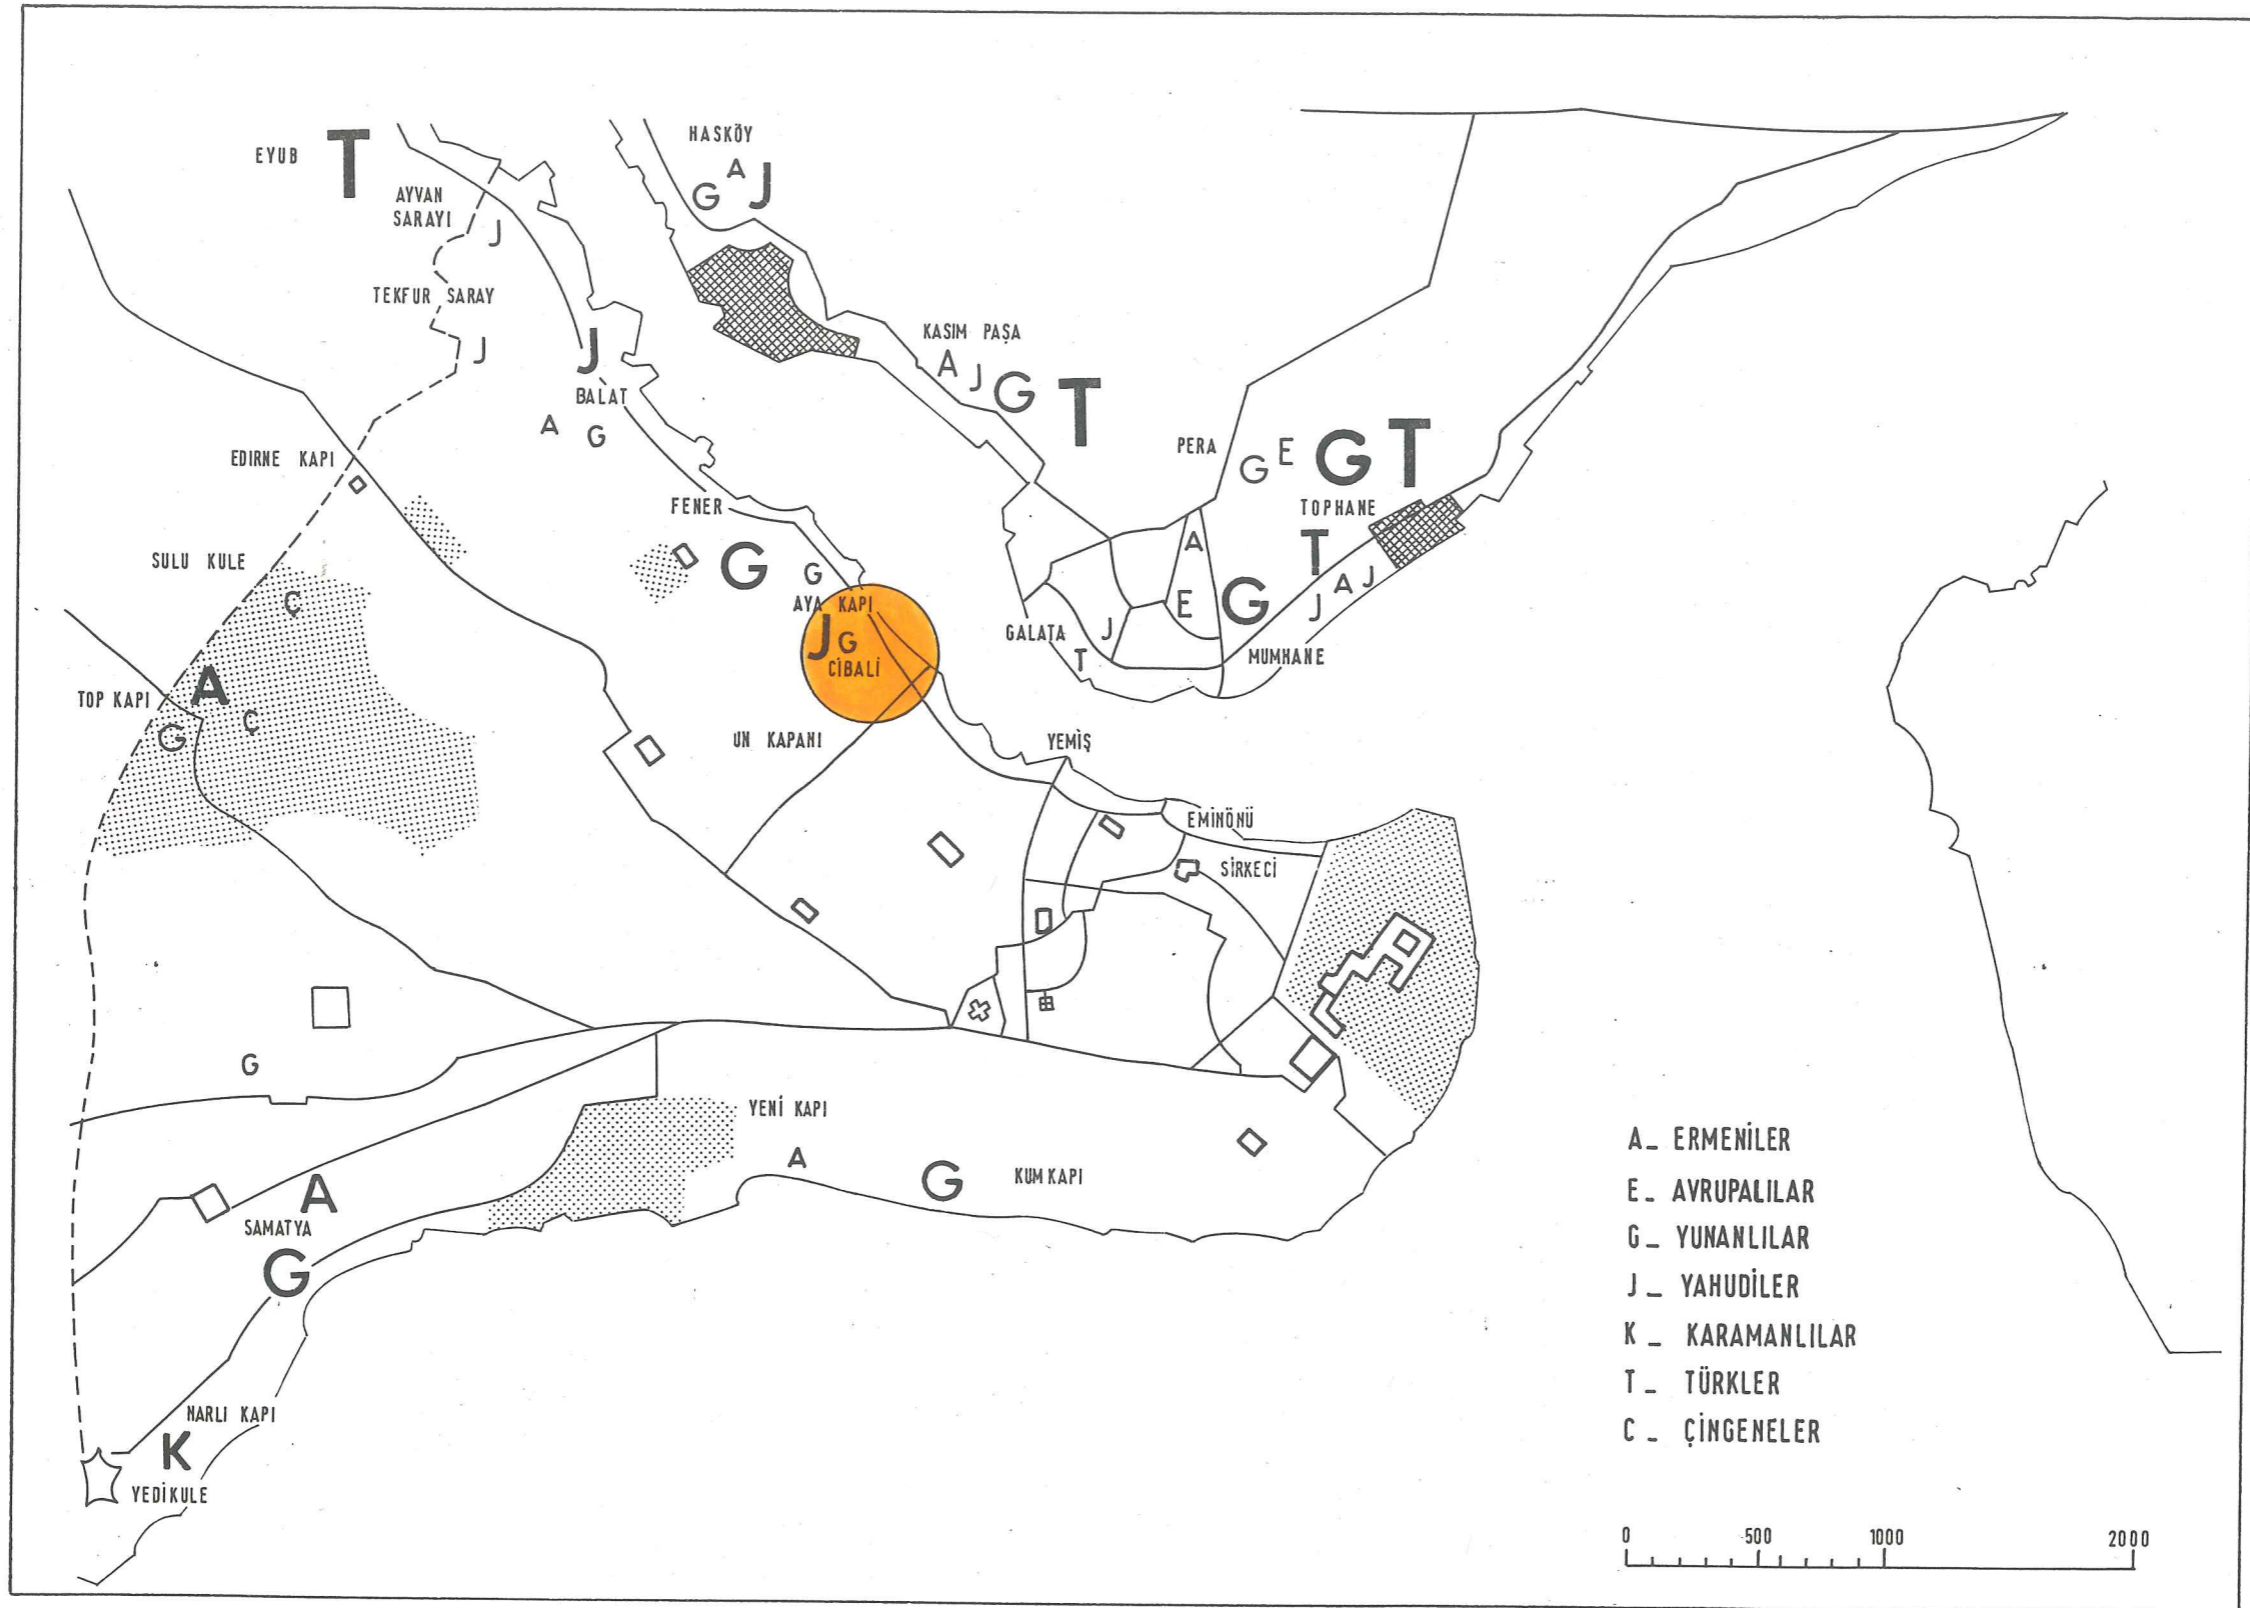 HASKÖY
EYUB T
G A J
AYVAN
SARAYI
J
TEKFUR SARAY
J
KASIM PAŞA
A J G T
J
BALAT
A G
PERA
G E G T
EDIRNE KAPI
FENER
TOPHANE
SULU KULE
G G
A
T
Ç
AYA KAPI
E G J A J
J G
CİBALİ
GALATA J
T
MUMHANE
TOP KAPI
A
G Ç
UN KAPANI
YEMİŞ
EMİNÖNÜ
SİRKECİ
G
YENİ KAPI
A
G
KUM KAPI
A
SAMATYA
G
NARLI KAPI
K
YEDİKULE
A_ ERMENİLER
E_ AVRUPALILAR
G_ YUNANLILAR
J_ YAHUDİLER
K_ KARAMANLILAR
T_ TÜRKLER
C_ ÇİNGENELER
0 500 1000 2000